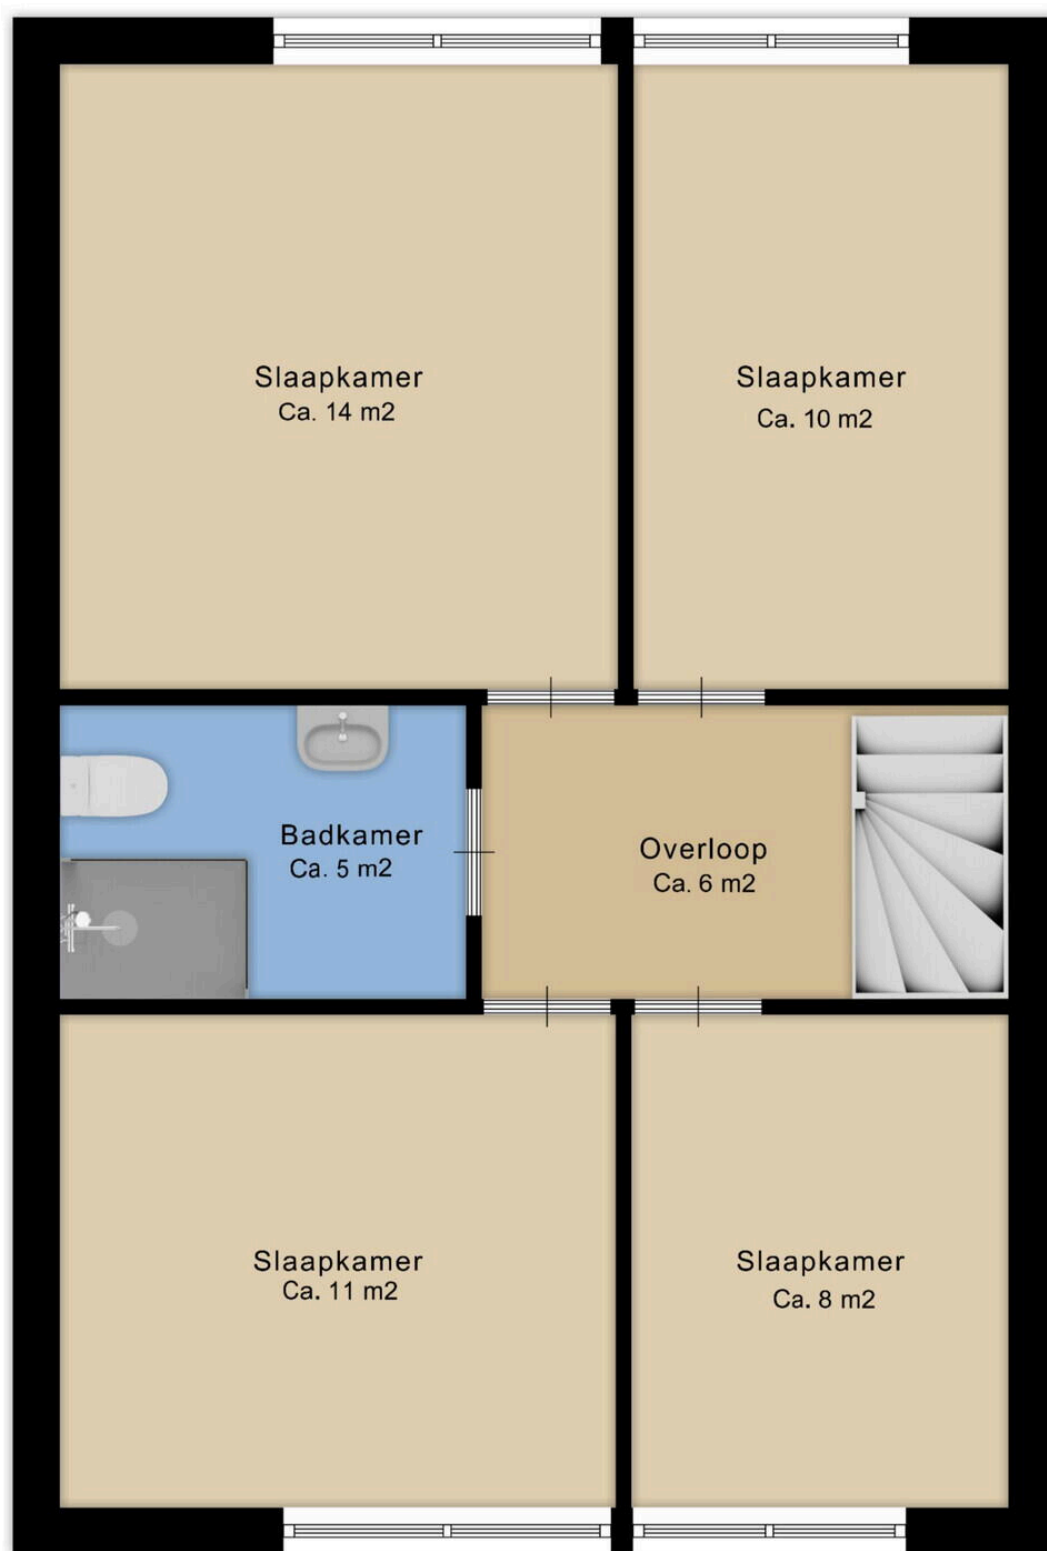 Slaapkamer
Ca. 14 m2
Slaapkamer
Ca. 10 m2
Badkamer
Ca. 5 m2
Overloop
Ca. 6 m2
Slaapkamer
Ca. 11 m2
Slaapkamer
Ca. 8 m2